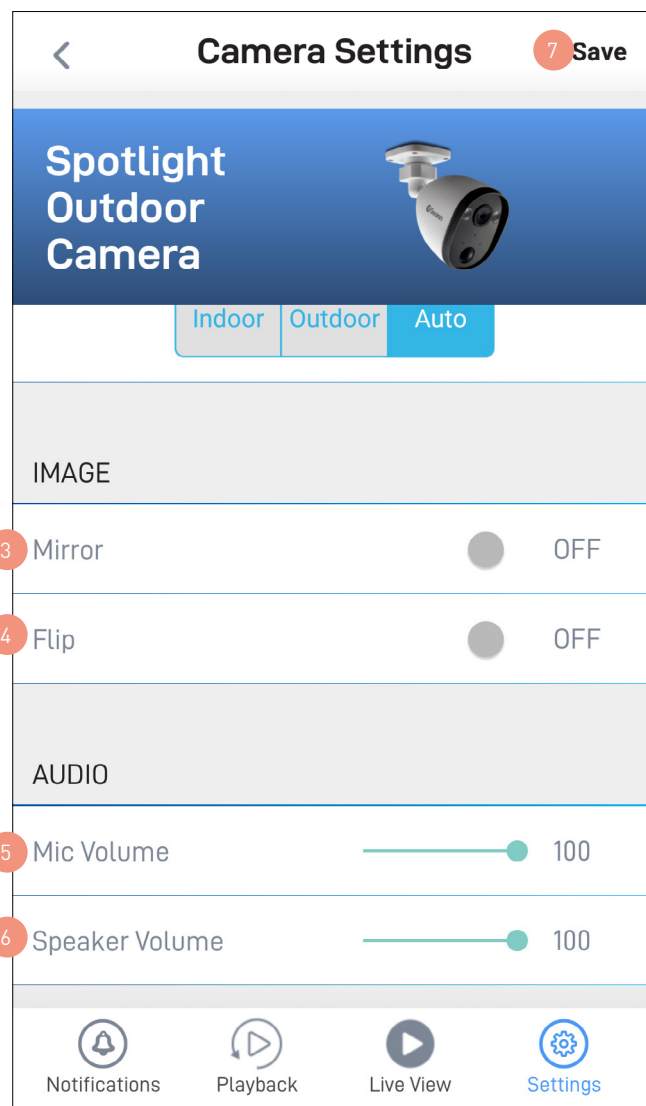 Camera Settings
7 Save
Spotlight
Outdoor
Camera
Indoor Outdoor Auto
IMAGE
3 Mirror OFF
4 Flip OFF
AUDIO
5 Mic Volume 100
6 Speaker Volume 100
Notifications Playback Live View Settings